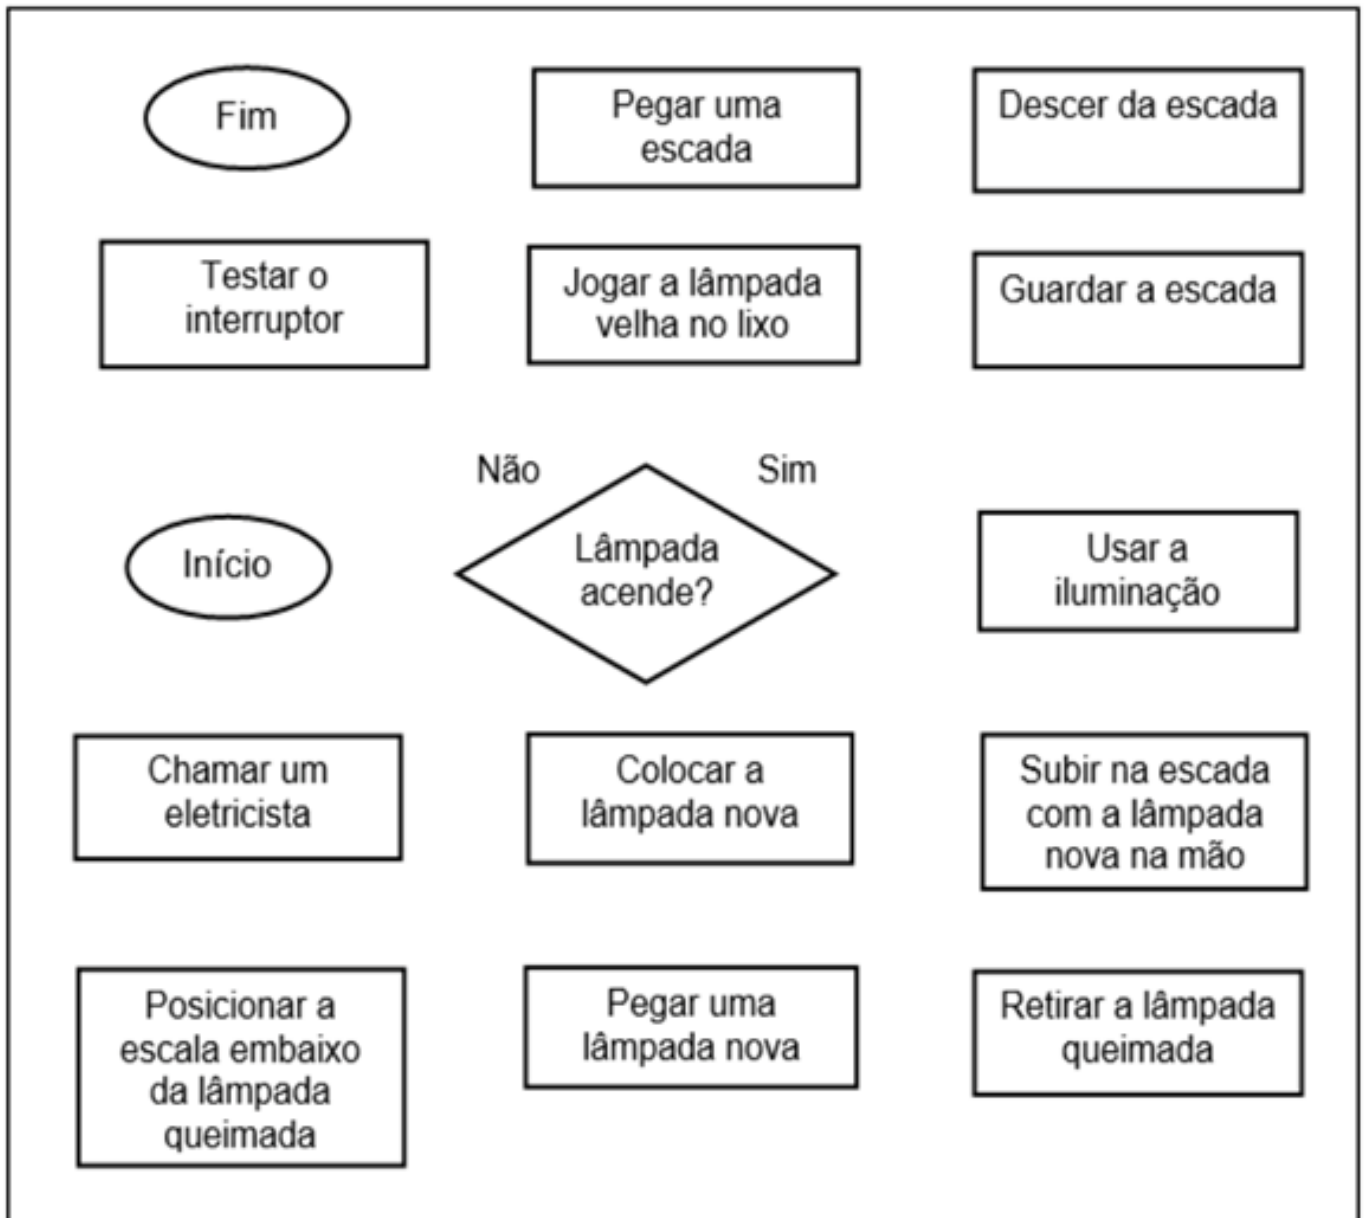 Fim
Pegar uma
escada
Descer da escada
Testar o
interruptor
Jogar a lâmpada
velha no lixo
Guardar a escada
Não
Sim
Início
Lâmpada
acende?
Usar a
iluminação
Chamar um
eletricista
Colocar a
lâmpada nova
Subir na escada
com a lâmpada
nova na mão
Posicionar a
escala embaixo
da lâmpada
queimada
Pegar uma
lâmpada nova
Retirar a lâmpada
queimada